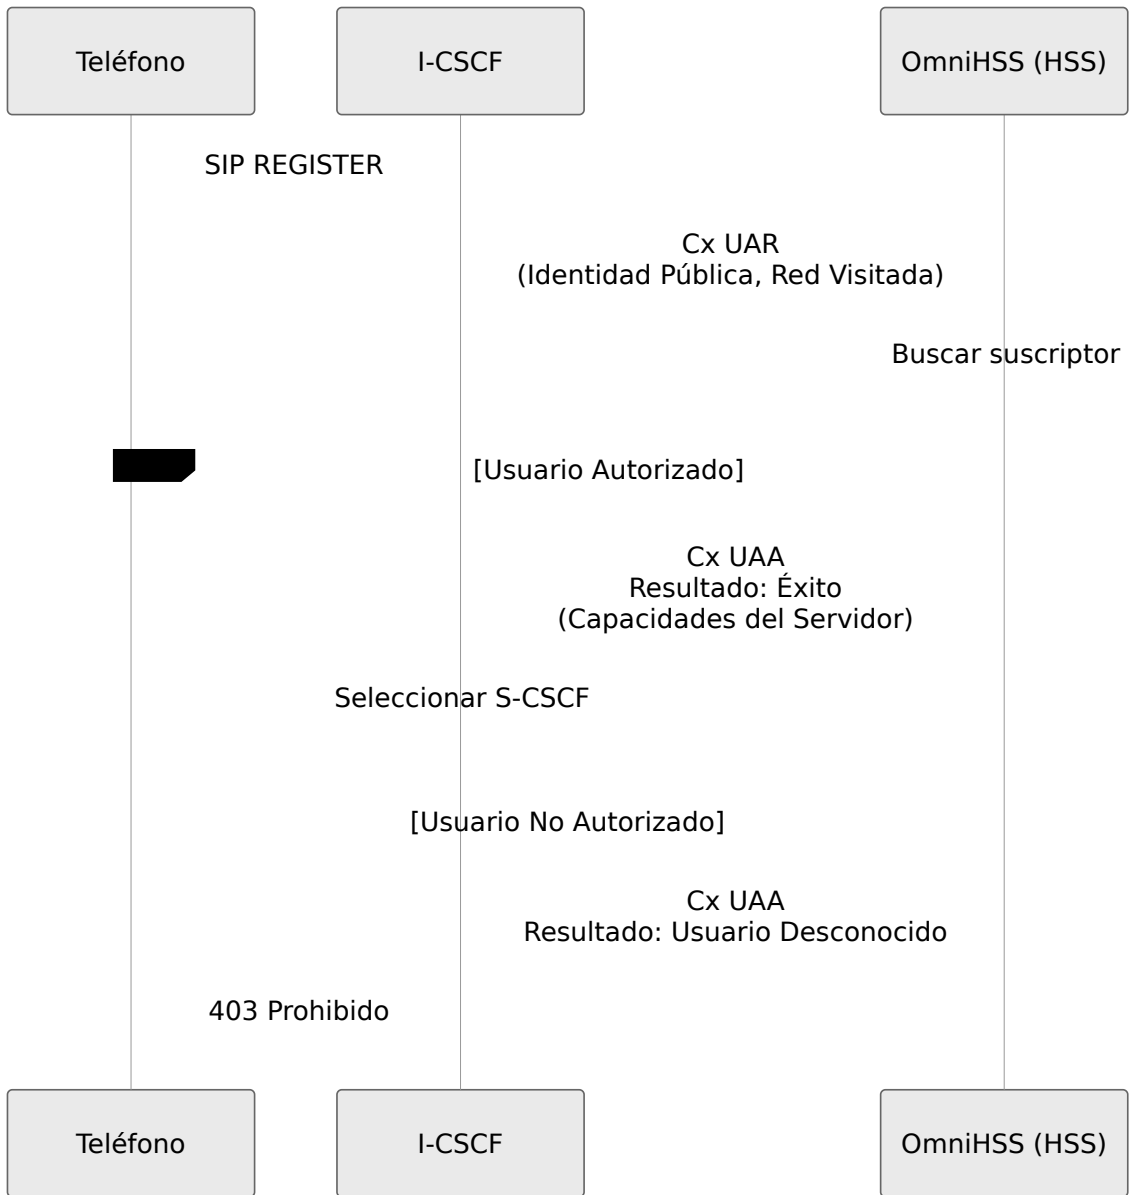 Teléfono
I-CSCF
OmniHSS (HSS)
SIP REGISTER
Cx UAR
(Identidad Pública, Red Visitada)
Buscar suscriptor
[Usuario Autorizado]
Cx UAA
Resultado: Éxito
(Capacidades del Servidor)
Seleccionar S-CSCF
[Usuario No Autorizado]
Cx UAA
Resultado: Usuario Desconocido
403 Prohibido
Teléfono
I-CSCF
OmniHSS (HSS)